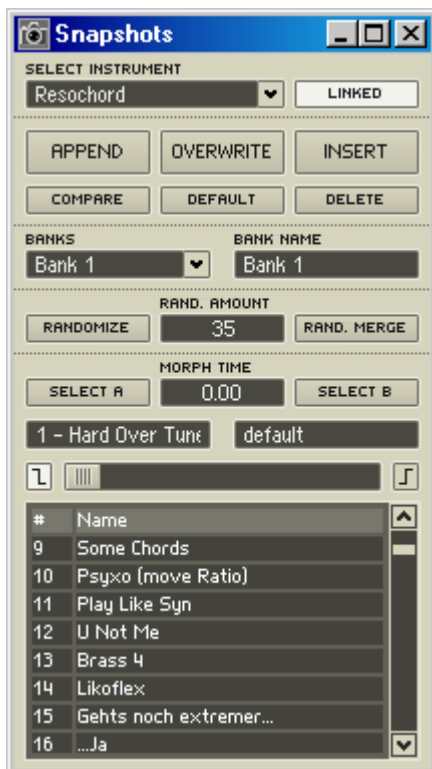 Snapshots
SELECT INSTRUMENT
Resochord LINKED
APPEND OVERWRITE INSERT
COMPARE DEFAULT DELETE
BANKS BANK NAME
Bank 1 Bank 1
RAND. AMOUNT
RANDOMIZE 35 RAND. MERGE
MORPH TIME
SELECT A 0.00 SELECT B
1 - Hard Over Tune default
# Name
9 Some Chords
10 Psyxo (move Ratio)
11 Play Like Syn
12 U Not Me
13 Brass 4
14 Likoflex
15 Gehts noch extremer...
16 ...Ja